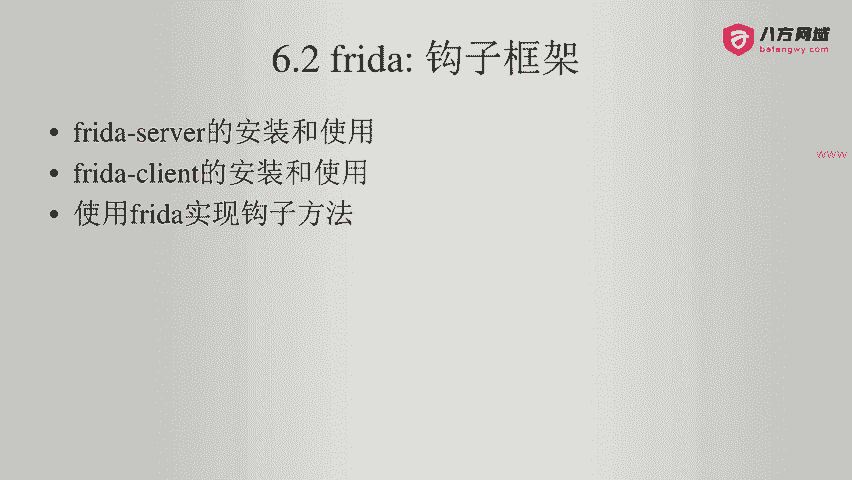 八方网域
bafangwy.com
6.2 frida: 钩子框架
www
• frida-server的安装和使用
• frida-client的安装和使用
• 使用frida实现钩子方法